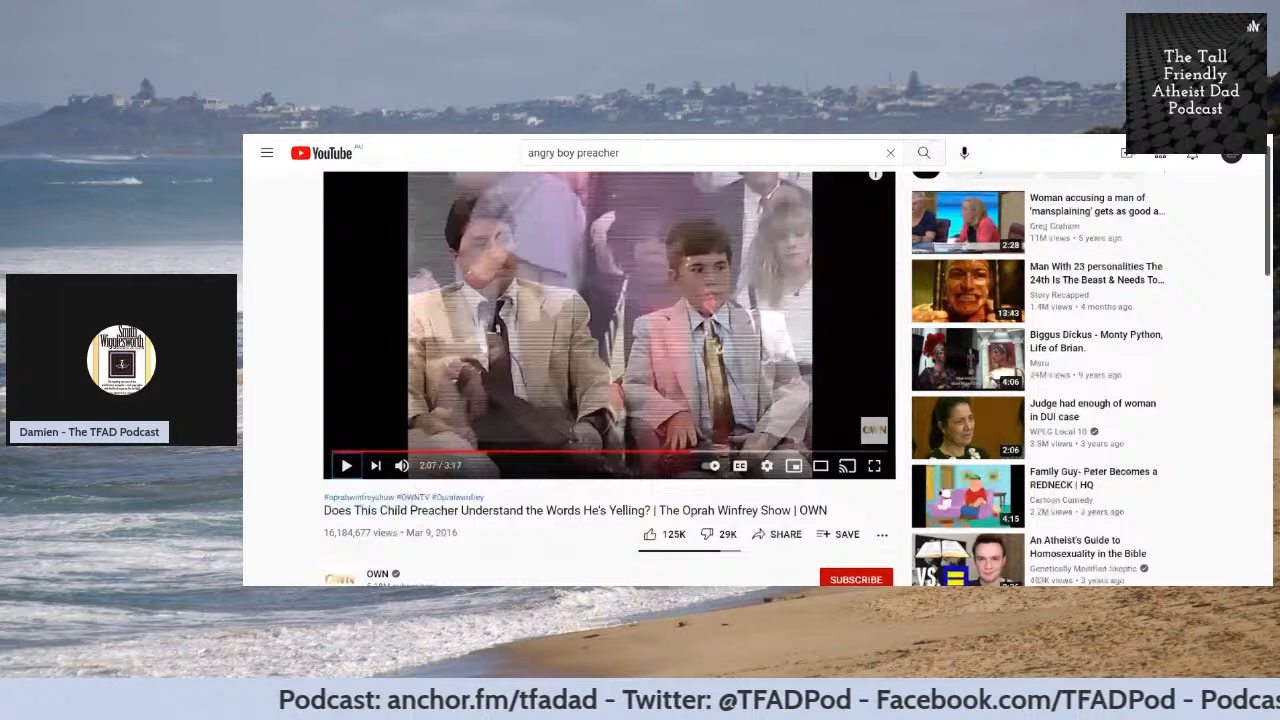 The Tall
Friendly
Atheist Dad
Podcast
YouTube AU
angry boy preacher
OWN
2:07 / 3:17
#oprahwinfreyshow #OWNTV #Oprahwinfrey
Does This Child Preacher Understand the Words He's Yelling? | The Oprah Winfrey Show | OWN
16,184,677 views • Mar 9, 2016
125K
29K
SHARE
SAVE
OWN
SUBSCRIBE
Woman accusing a man of
'mansplaining' gets as good a...
Greg Graham
11M views • 5 years ago
2:28
Man With 23 personalities The
24th Is The Beast & Needs To...
Story Recapped
1.4M views • 4 months ago
13:43
Biggus Dickus - Monty Python,
Life of Brian.
24M views • 9 years ago
4:06
Judge had enough of woman
in DUI case
WPLG Local 10
3.8M views • 3 years ago
2:06
Family Guy- Peter Becomes a
REDNECK | HQ
Cartoon Comedy
2.2M views • 2 years ago
4:15
An Atheist's Guide to
Homosexuality in the Bible
Genetically Modified Skeptic
403K views • 3 years ago
VS
Smith
Wigglesworth
Damien - The TFAD Podcast
Podcast: anchor.fm/tfadad - Twitter: @TFADPod - Facebook.com/TFADPod - Podca